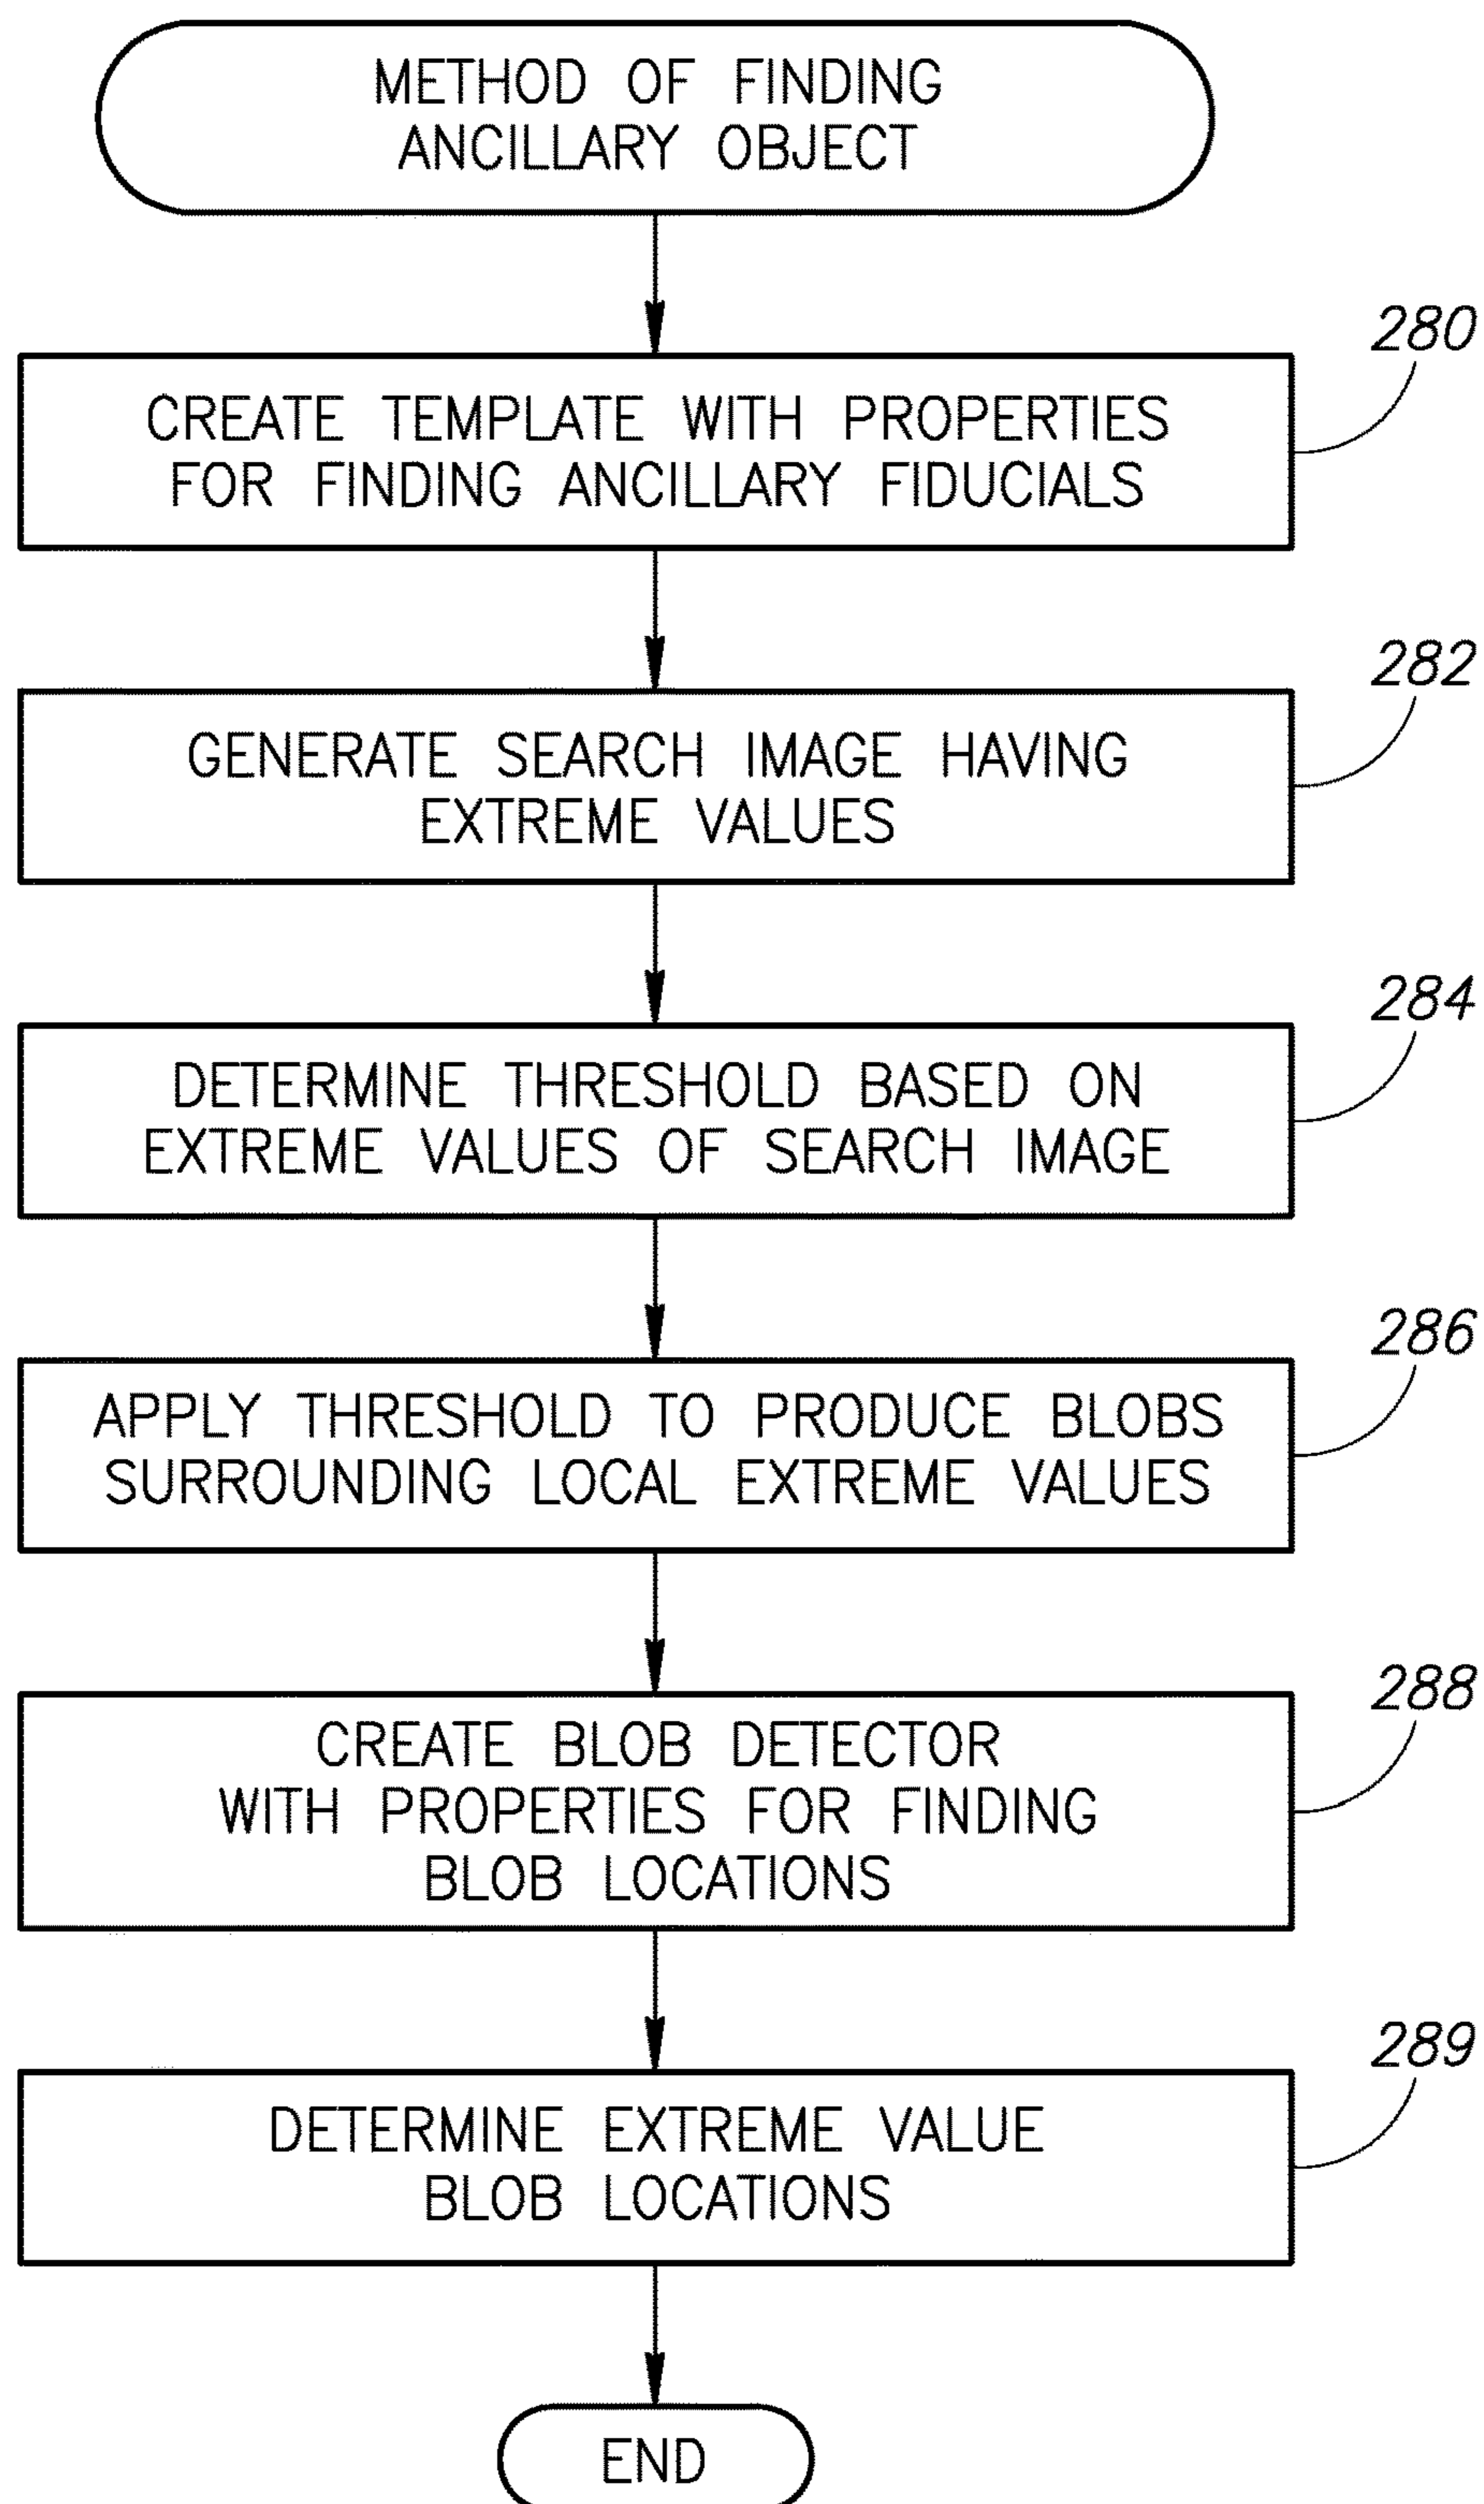 METHOD OF FINDING
ANCILLARY OBJECT
280
CREATE TEMPLATE WITH PROPERTIES
FOR FINDING ANCILLARY FIDUCIALS
282
GENERATE SEARCH IMAGE HAVING
EXTREME VALUES
284
DETERMINE THRESHOLD BASED ON
EXTREME VALUES OF SEARCH IMAGE
286
APPLY THRESHOLD TO PRODUCE BLOBS
SURROUNDING LOCAL EXTREME VALUES
288
CREATE BLOB DETECTOR
WITH PROPERTIES FOR FINDING
BLOB LOCATIONS
289
DETERMINE EXTREME VALUE
BLOB LOCATIONS
END